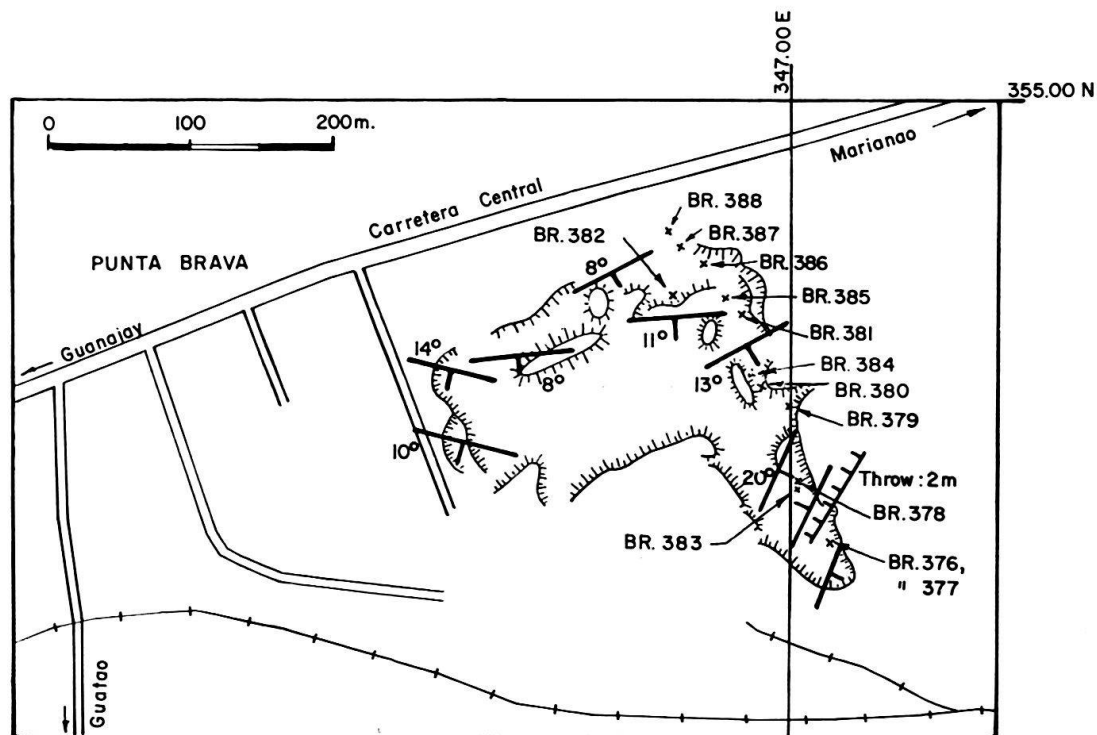 347.00 E
355.00 N
0 100 200 m.
Marianao
Carretera Central
BR. 388
BR. 387
BR. 382
PUNTA BRAVA
BR. 386
8°
BR. 385
Guanajay
BR. 381
11°
14°
8°
13°
BR. 384
BR. 380
BR. 379
10°
20°
Throw : 2m
BR. 378
BR. 383
BR. 376,
" 377
Guatao